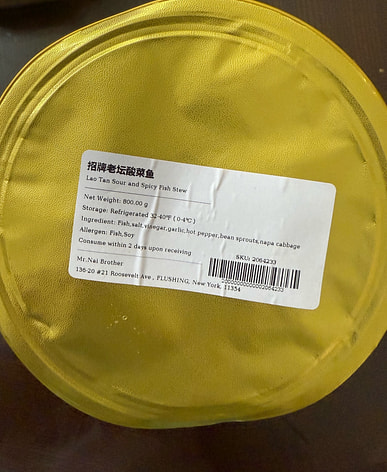 招牌老坛酸菜鱼
Lao Tan Sour and Spicy Fish Stew
Net Weight: 800.00 g
Storage: Refrigerated 32-40℉ ( 0-4℃ )
Ingredient: Fish,salt,vinegar,garlic,hot pepper,bean sprouts,napa cabbage
Allergen: Fish,Soy
Consume within 2 days upon receiving
SKU: 2064233
Mr.Nai Brother
136-20 #21 Roosevelt Ave , FLUSHING, New York, 11354